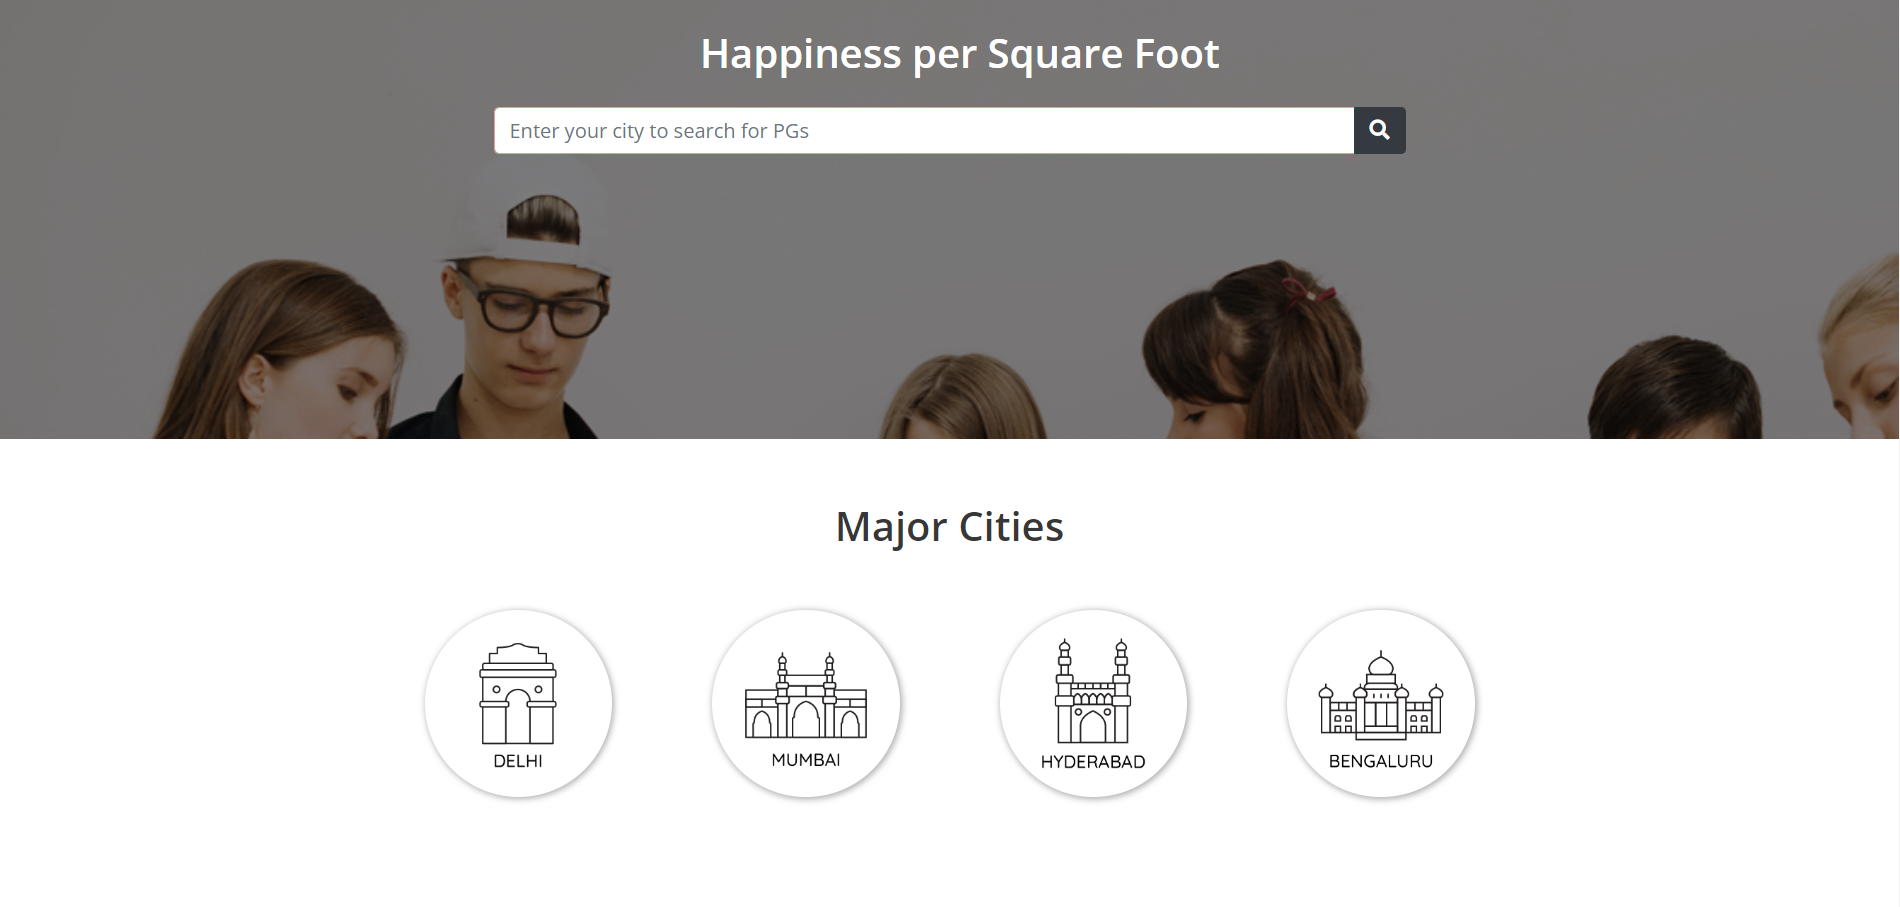 Happiness per Square Foot
Enter your city to search for PGs
Major Cities
DELHI
MUMBAI
HYDERABAD
BENGALURU